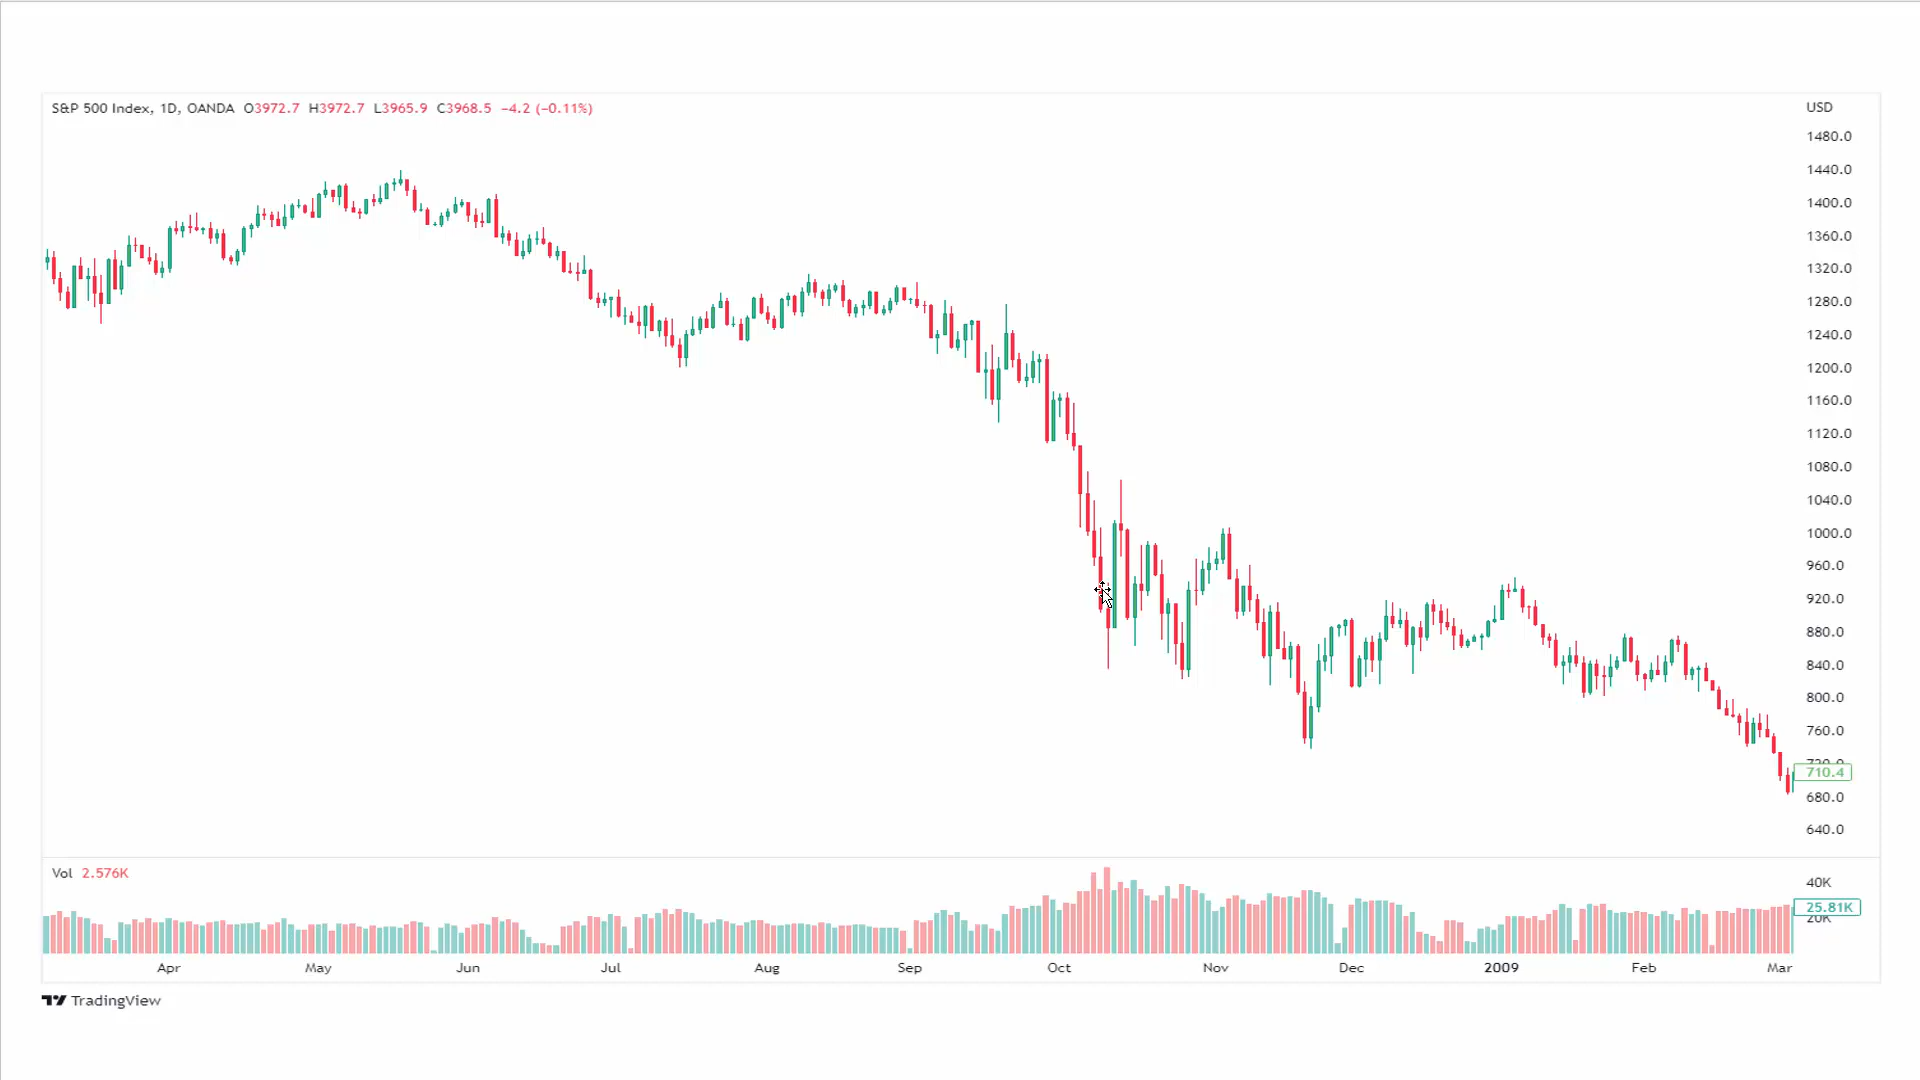 S&P 500 Index, 1D, OANDA O3972.7 H3972.7 L3965.9 C3968.5 −4.2 (−0.11%)
USD
1480.0
1440.0
1400.0
1360.0
1320.0
1280.0
1240.0
1200.0
1160.0
1120.0
1080.0
1040.0
1000.0
960.0
920.0
880.0
840.0
800.0
760.0
720.0
710.4
680.0
640.0
Vol 2.576K
40K
25.81K
20K
Apr May Jun Jul Aug Sep Oct Nov Dec 2009 Feb Mar
TradingView